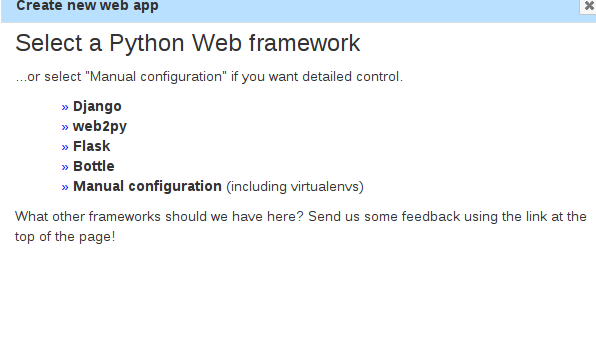 Create new web app
Select a Python Web framework
...or select "Manual configuration" if you want detailed control.
» Django
» web2py
» Flask
» Bottle
» Manual configuration (including virtualenvs)
What other frameworks should we have here? Send us some feedback using the link at the
top of the page!